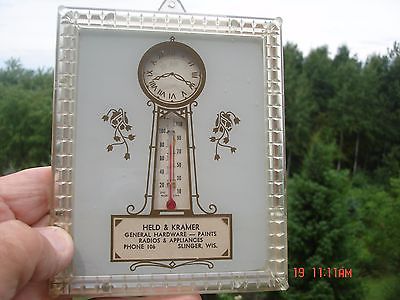 HELD & KRAMER
GENERAL HARDWARE — PAINTS
RADIOS & APPLIANCES
PHONE 106 SLINGER, WIS.
19 11:11AM